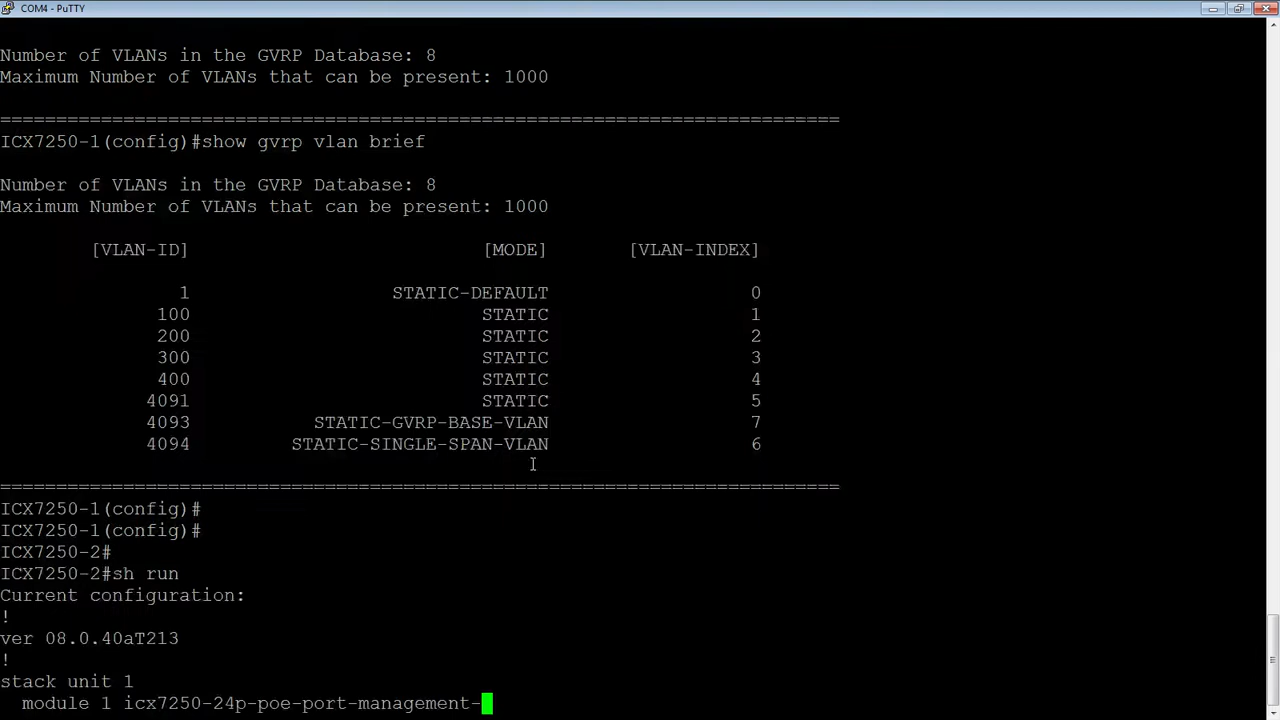 COM4 - PuTTY
Number of VLANs in the GVRP Database: 8
Maximum Number of VLANs that can be present: 1000
===========================================================================
ICX7250-1(config)#show gvrp vlan brief
Number of VLANs in the GVRP Database: 8
Maximum Number of VLANs that can be present: 1000
[VLAN-ID] [MODE] [VLAN-INDEX]
1 STATIC-DEFAULT 0
100 STATIC 1
200 STATIC 2
300 STATIC 3
400 STATIC 4
4091 STATIC 5
4093 STATIC-GVRP-BASE-VLAN 7
4094 STATIC-SINGLE-SPAN-VLAN 6
===========================================================================
ICX7250-1(config)#
ICX7250-1(config)#
ICX7250-2#
ICX7250-2#sh run
Current configuration:
!
ver 08.0.40aT213
!
stack unit 1
module 1 icx7250-24p-poe-port-management-